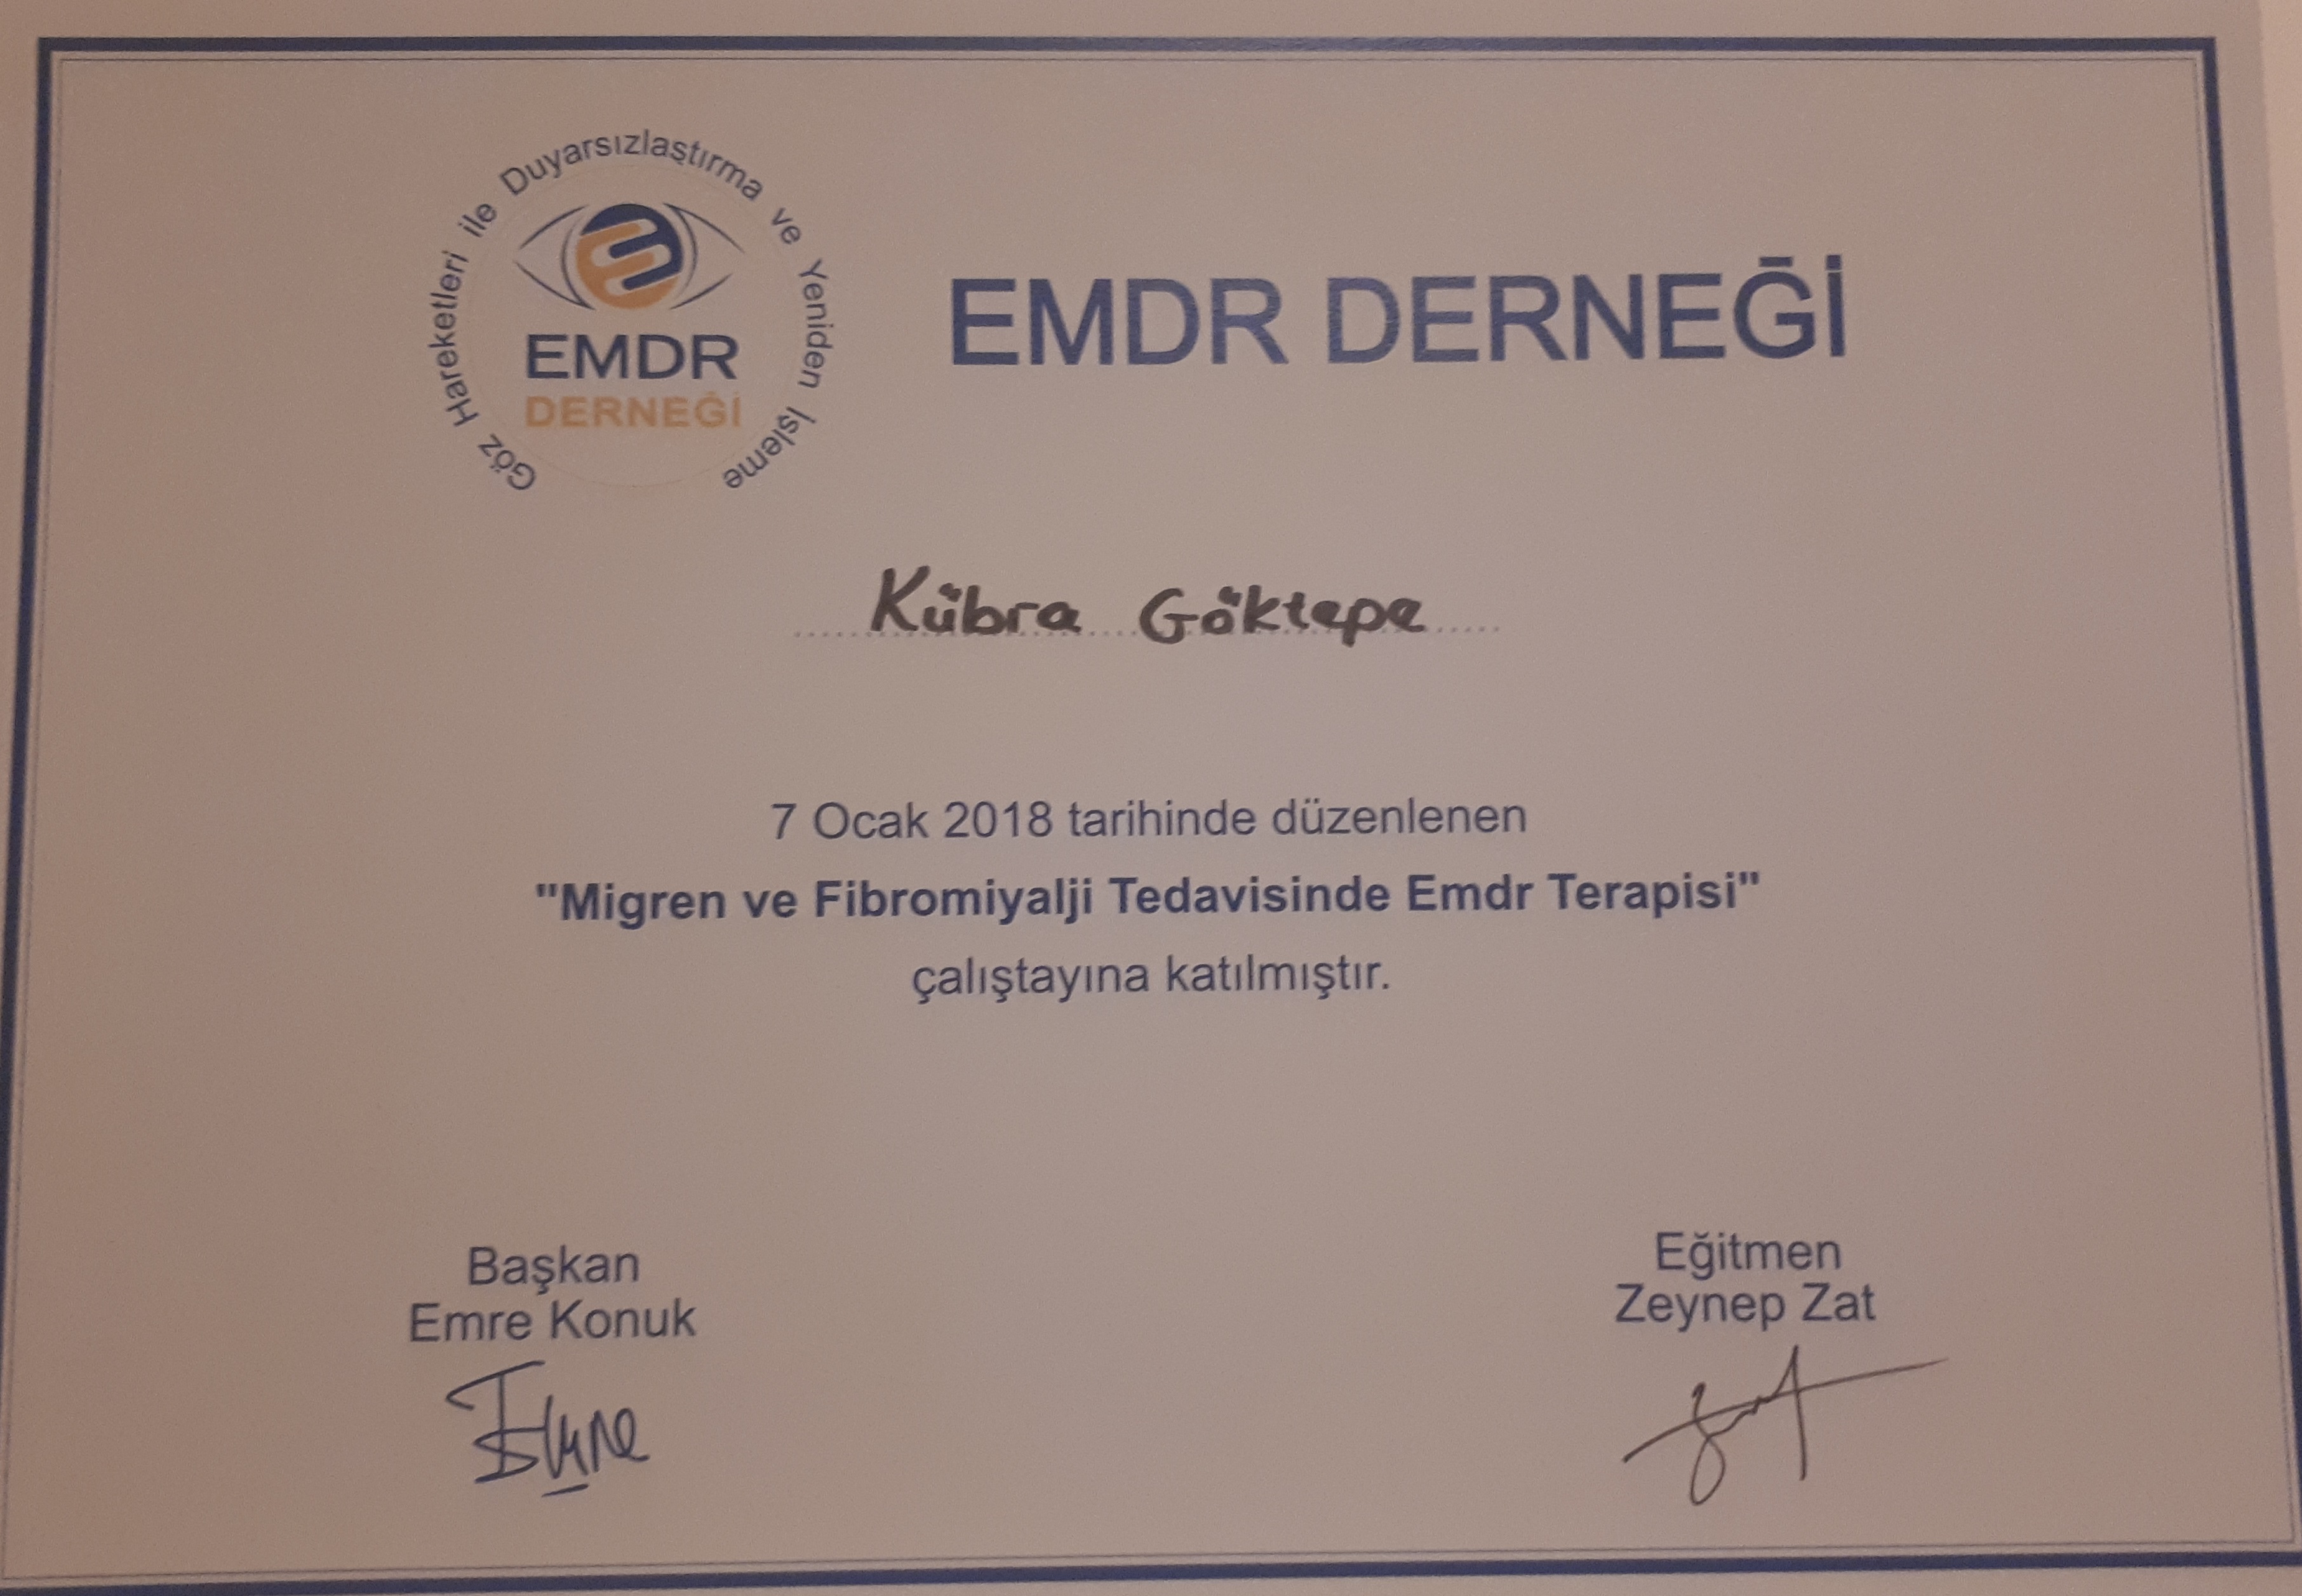 Göz Hareketleri ile Duyarsızlaştırma ve Yeniden İşleme
EMDR
DERNEĞİ
EMDR DERNEĞİ
Kübra Göktepe
7 Ocak 2018 tarihinde düzenlenen
"Migren ve Fibromiyalji Tedavisinde Emdr Terapisi"
çalıştayına katılmıştır.
Başkan
Emre Konuk
Emre
Eğitmen
Zeynep Zat